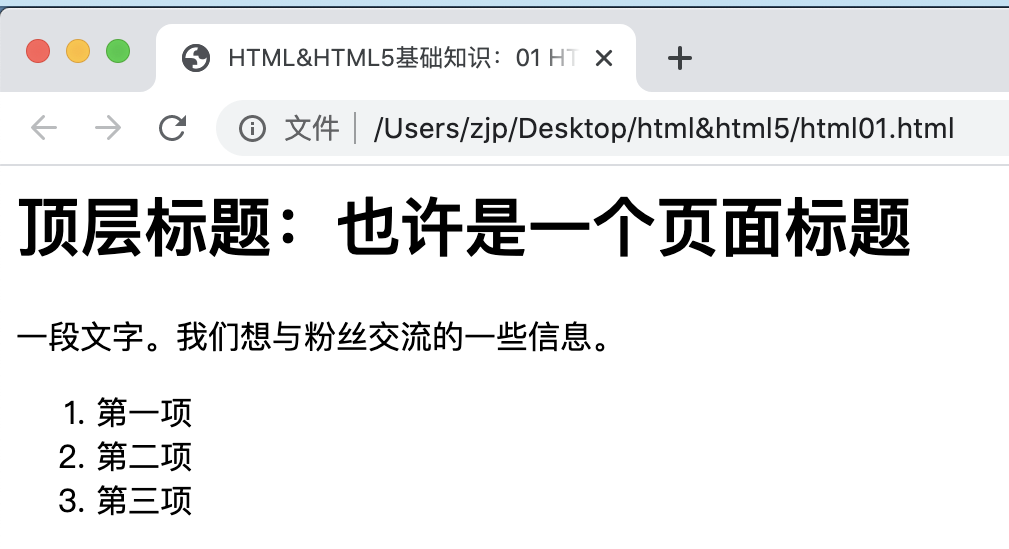 HTML&HTML5基础知识：01 HT
文件 /Users/zjp/Desktop/html&html5/html01.html
顶层标题：也许是一个页面标题
一段文字。我们想与粉丝交流的一些信息。
1. 第一项
2. 第二项
3. 第三项